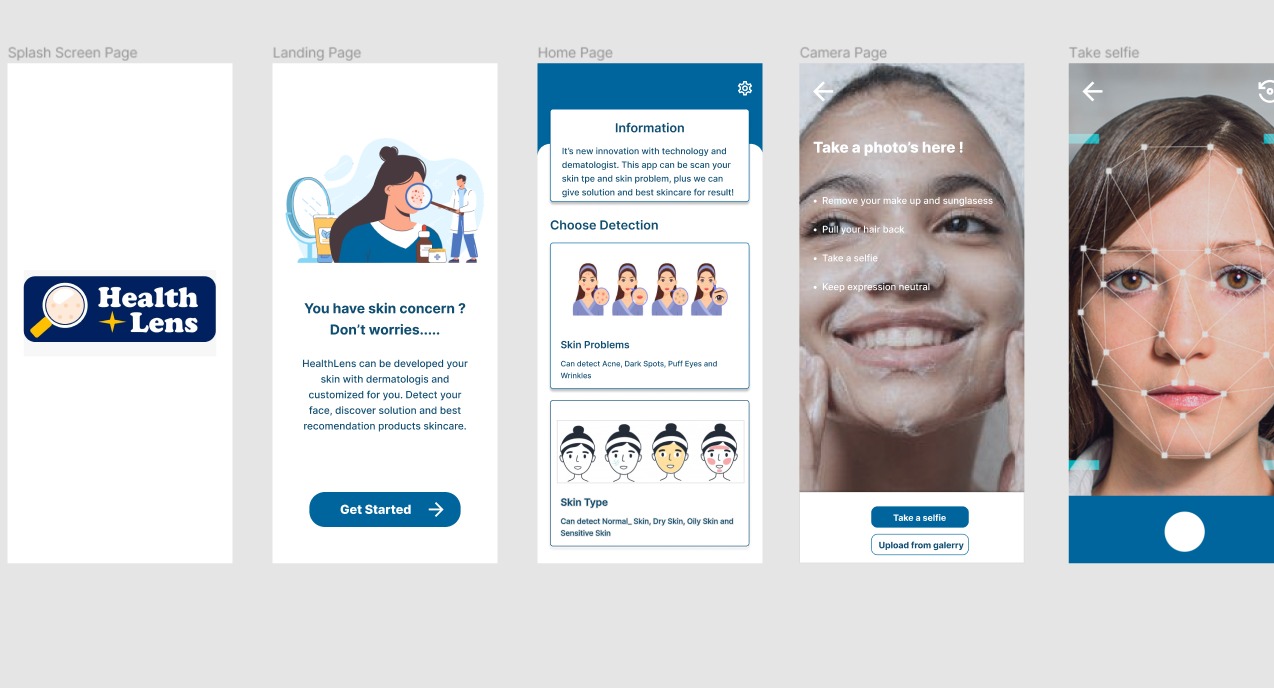 Splash Screen Page
Health
Lens
Landing Page
You have skin concern ?
Don't worries.....
HealthLens can be developed your
skin with dermatologis and
customized for you. Detect your
face, discover solution and best
recomendation products skincare.
Get Started
Home Page
Information
It's new innovation with technology and
dematologist. This app can be scan your
skin tpe and skin problem, plus we can
give solution and best skincare for result!
Choose Detection
Skin Problems
Can detect Acne, Dark Spots, Puff Eyes and
Wrinkles
Skin Type
Can detect Normal_ Skin, Dry Skin, Oily Skin and
Sensitive Skin
Camera Page
Take a photo's here !
• Remove your make up and sunglasess
• Pull your hair back
• Take a selfie
• Keep expression neutral
Take a selfie
Upload from galerry
Take selfie